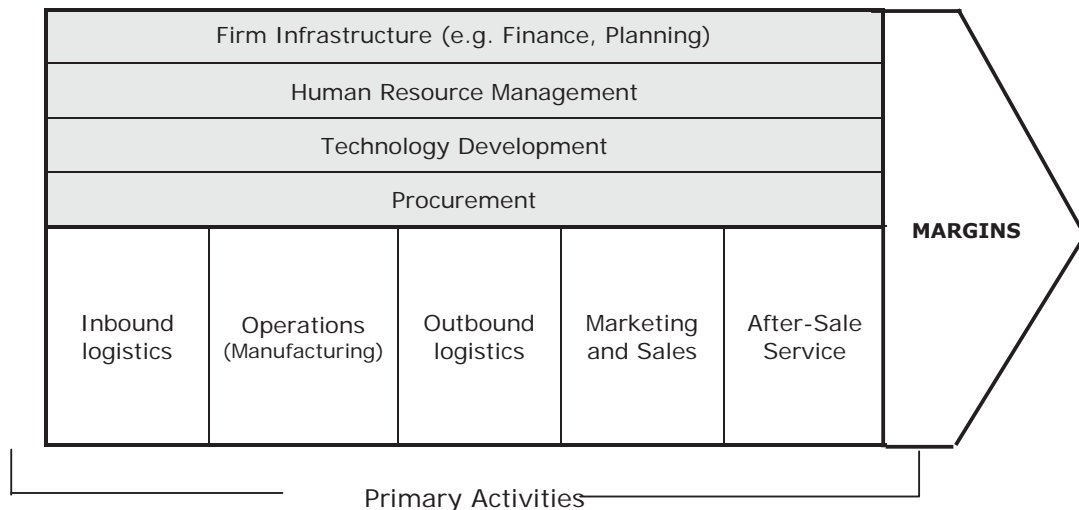 Firm Infrastructure (e.g. Finance, Planning)
Human Resource Management
Technology Development
Procurement
MARGINS
Inbound
logistics
Operations
(Manufacturing)
Outbound
logistics
Marketing
and Sales
After-Sale
Service
Primary Activities